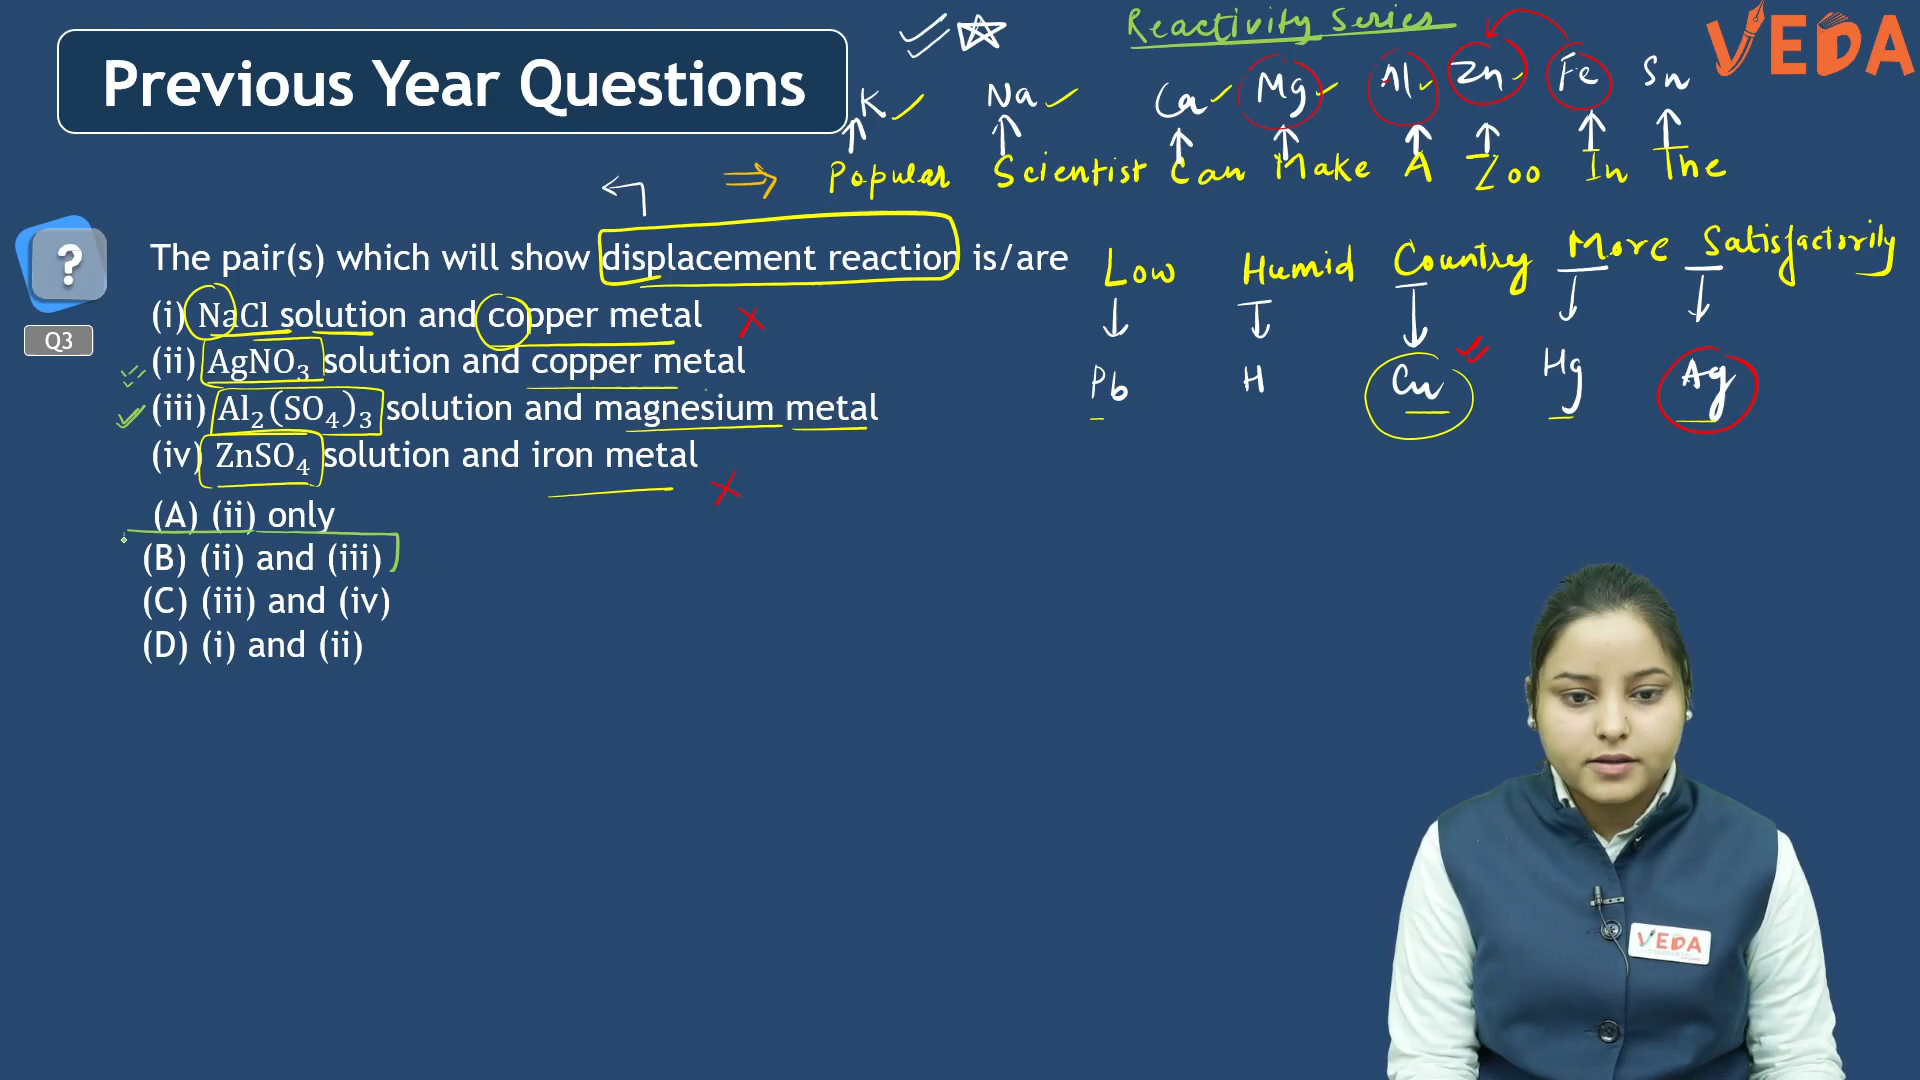 Previous Year Questions
Reactivity Series
VEDA
K Na Ca Mg Al Zn Fe Sn
Popular Scientist Can Make A Zoo In The
Low Humid Country More Satisfactorily
Pb H Cu Hg Ag
?
Q3
The pair(s) which will show displacement reaction is/are
(i) NaCl solution and copper metal
(ii) AgNO₃ solution and copper metal
(iii) Al₂(SO₄)₃ solution and magnesium metal
(iv) ZnSO₄ solution and iron metal
(A) (ii) only
(B) (ii) and (iii)
(C) (iii) and (iv)
(D) (i) and (ii)
VEDA